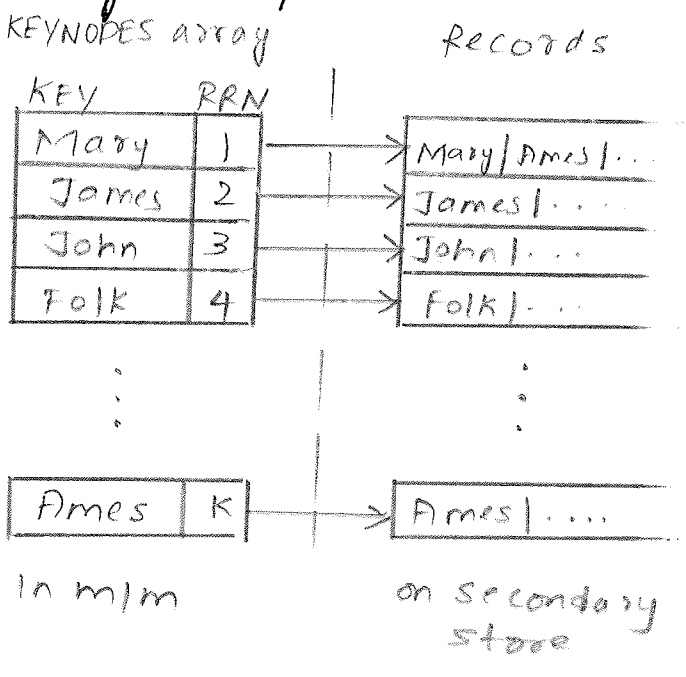 KEYNODES array
Records
KEY RRN
Mary 1
Mary|Ames|...
James 2
James|....
John 3
John|...
Folk 4
Folk|...
Ames K
Ames|....
In m/m
on secondary
store